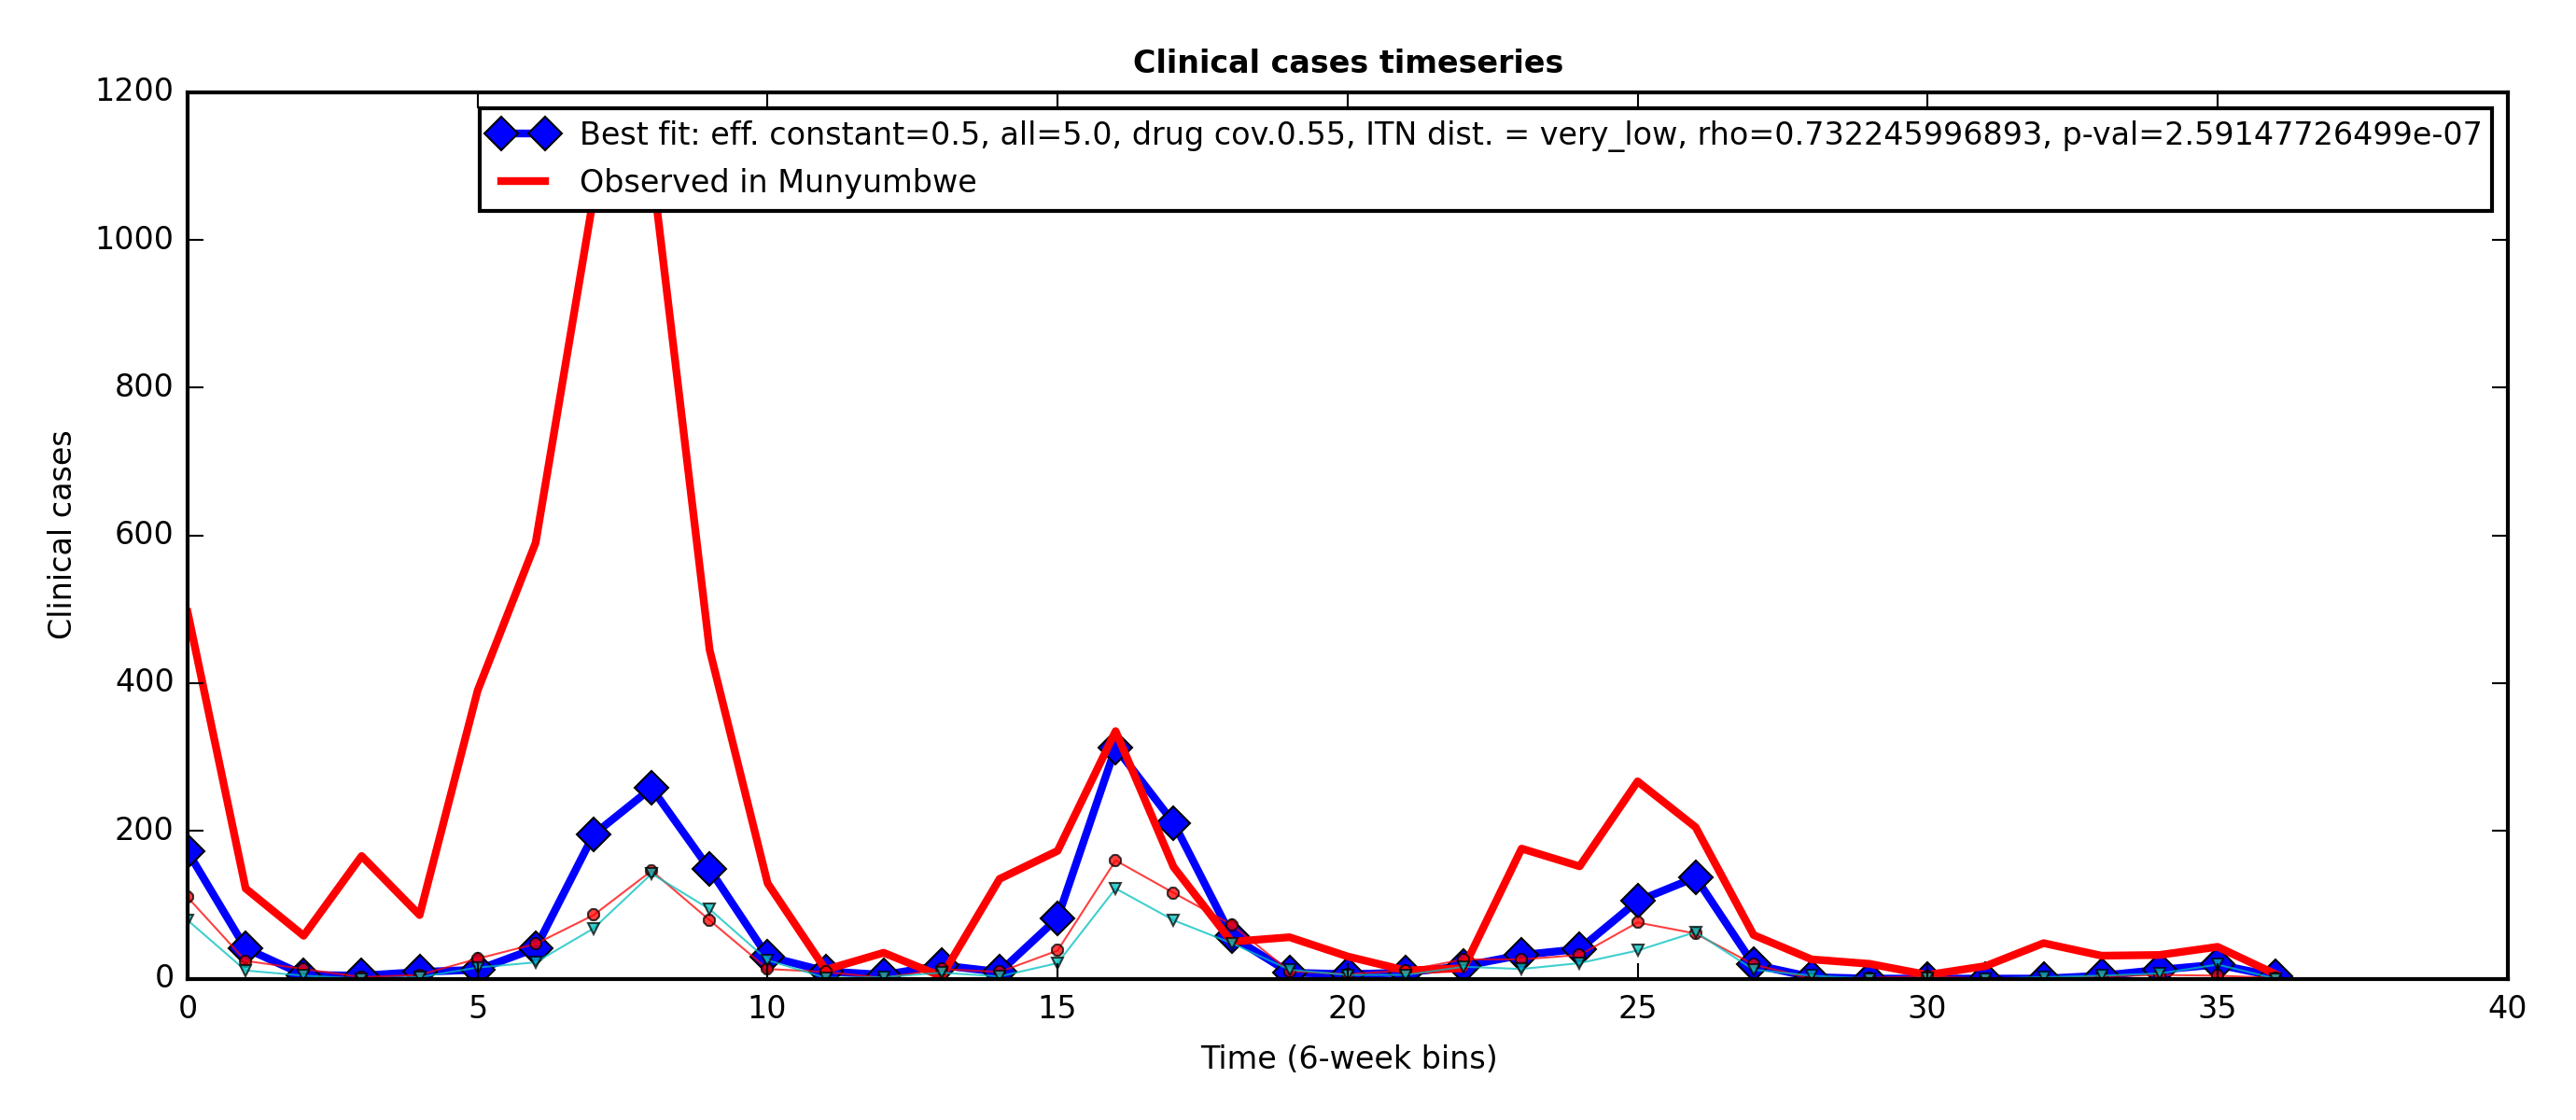 Clinical cases timeseries
1200
1000
800
600
400
200
0
Clinical cases
Best fit: eff. constant=0.5, all=5.0, drug cov.0.55, ITN dist. = very_low, rho=0.732245996893, p-val=2.59147726499e-07
Observed in Munyumbwe
0 5 10 15 20 25 30 35 40
Time (6-week bins)